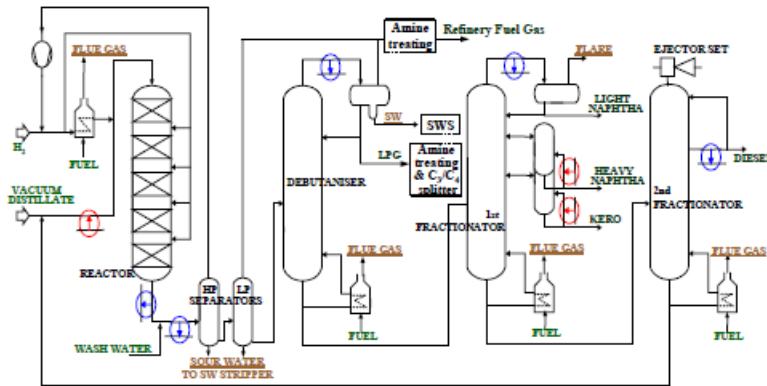 FLUE GAS
H₂
FUEL
VACUUM
DISTILLATE
REACTOR
WASH WATER
HP
LP
SEPARATORS
SOUR WATER
TO SW STRIPPER
DEBUTANISER
FLUE GAS
FUEL
Amine
treating
Refinery Fuel Gas
SW
SWS
LPG
Amine
treating
& C₃/C₄
splitter
1st
FRACTIONATOR
FLARE
LIGHT
NAPHTHA
HEAVY
NAPHTHA
KERO
FLUE GAS
FUEL
EJECTOR SET
2nd
FRACTIONATOR
DIESEL
FLUE GAS
FUEL